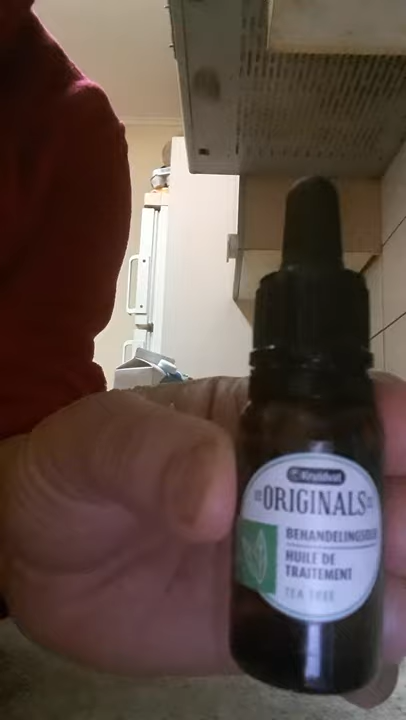 Kruidvat
ORIGINALS
BEHANDELINGSOLIE
HUILE DE
TRAITEMENT
TEA TREE